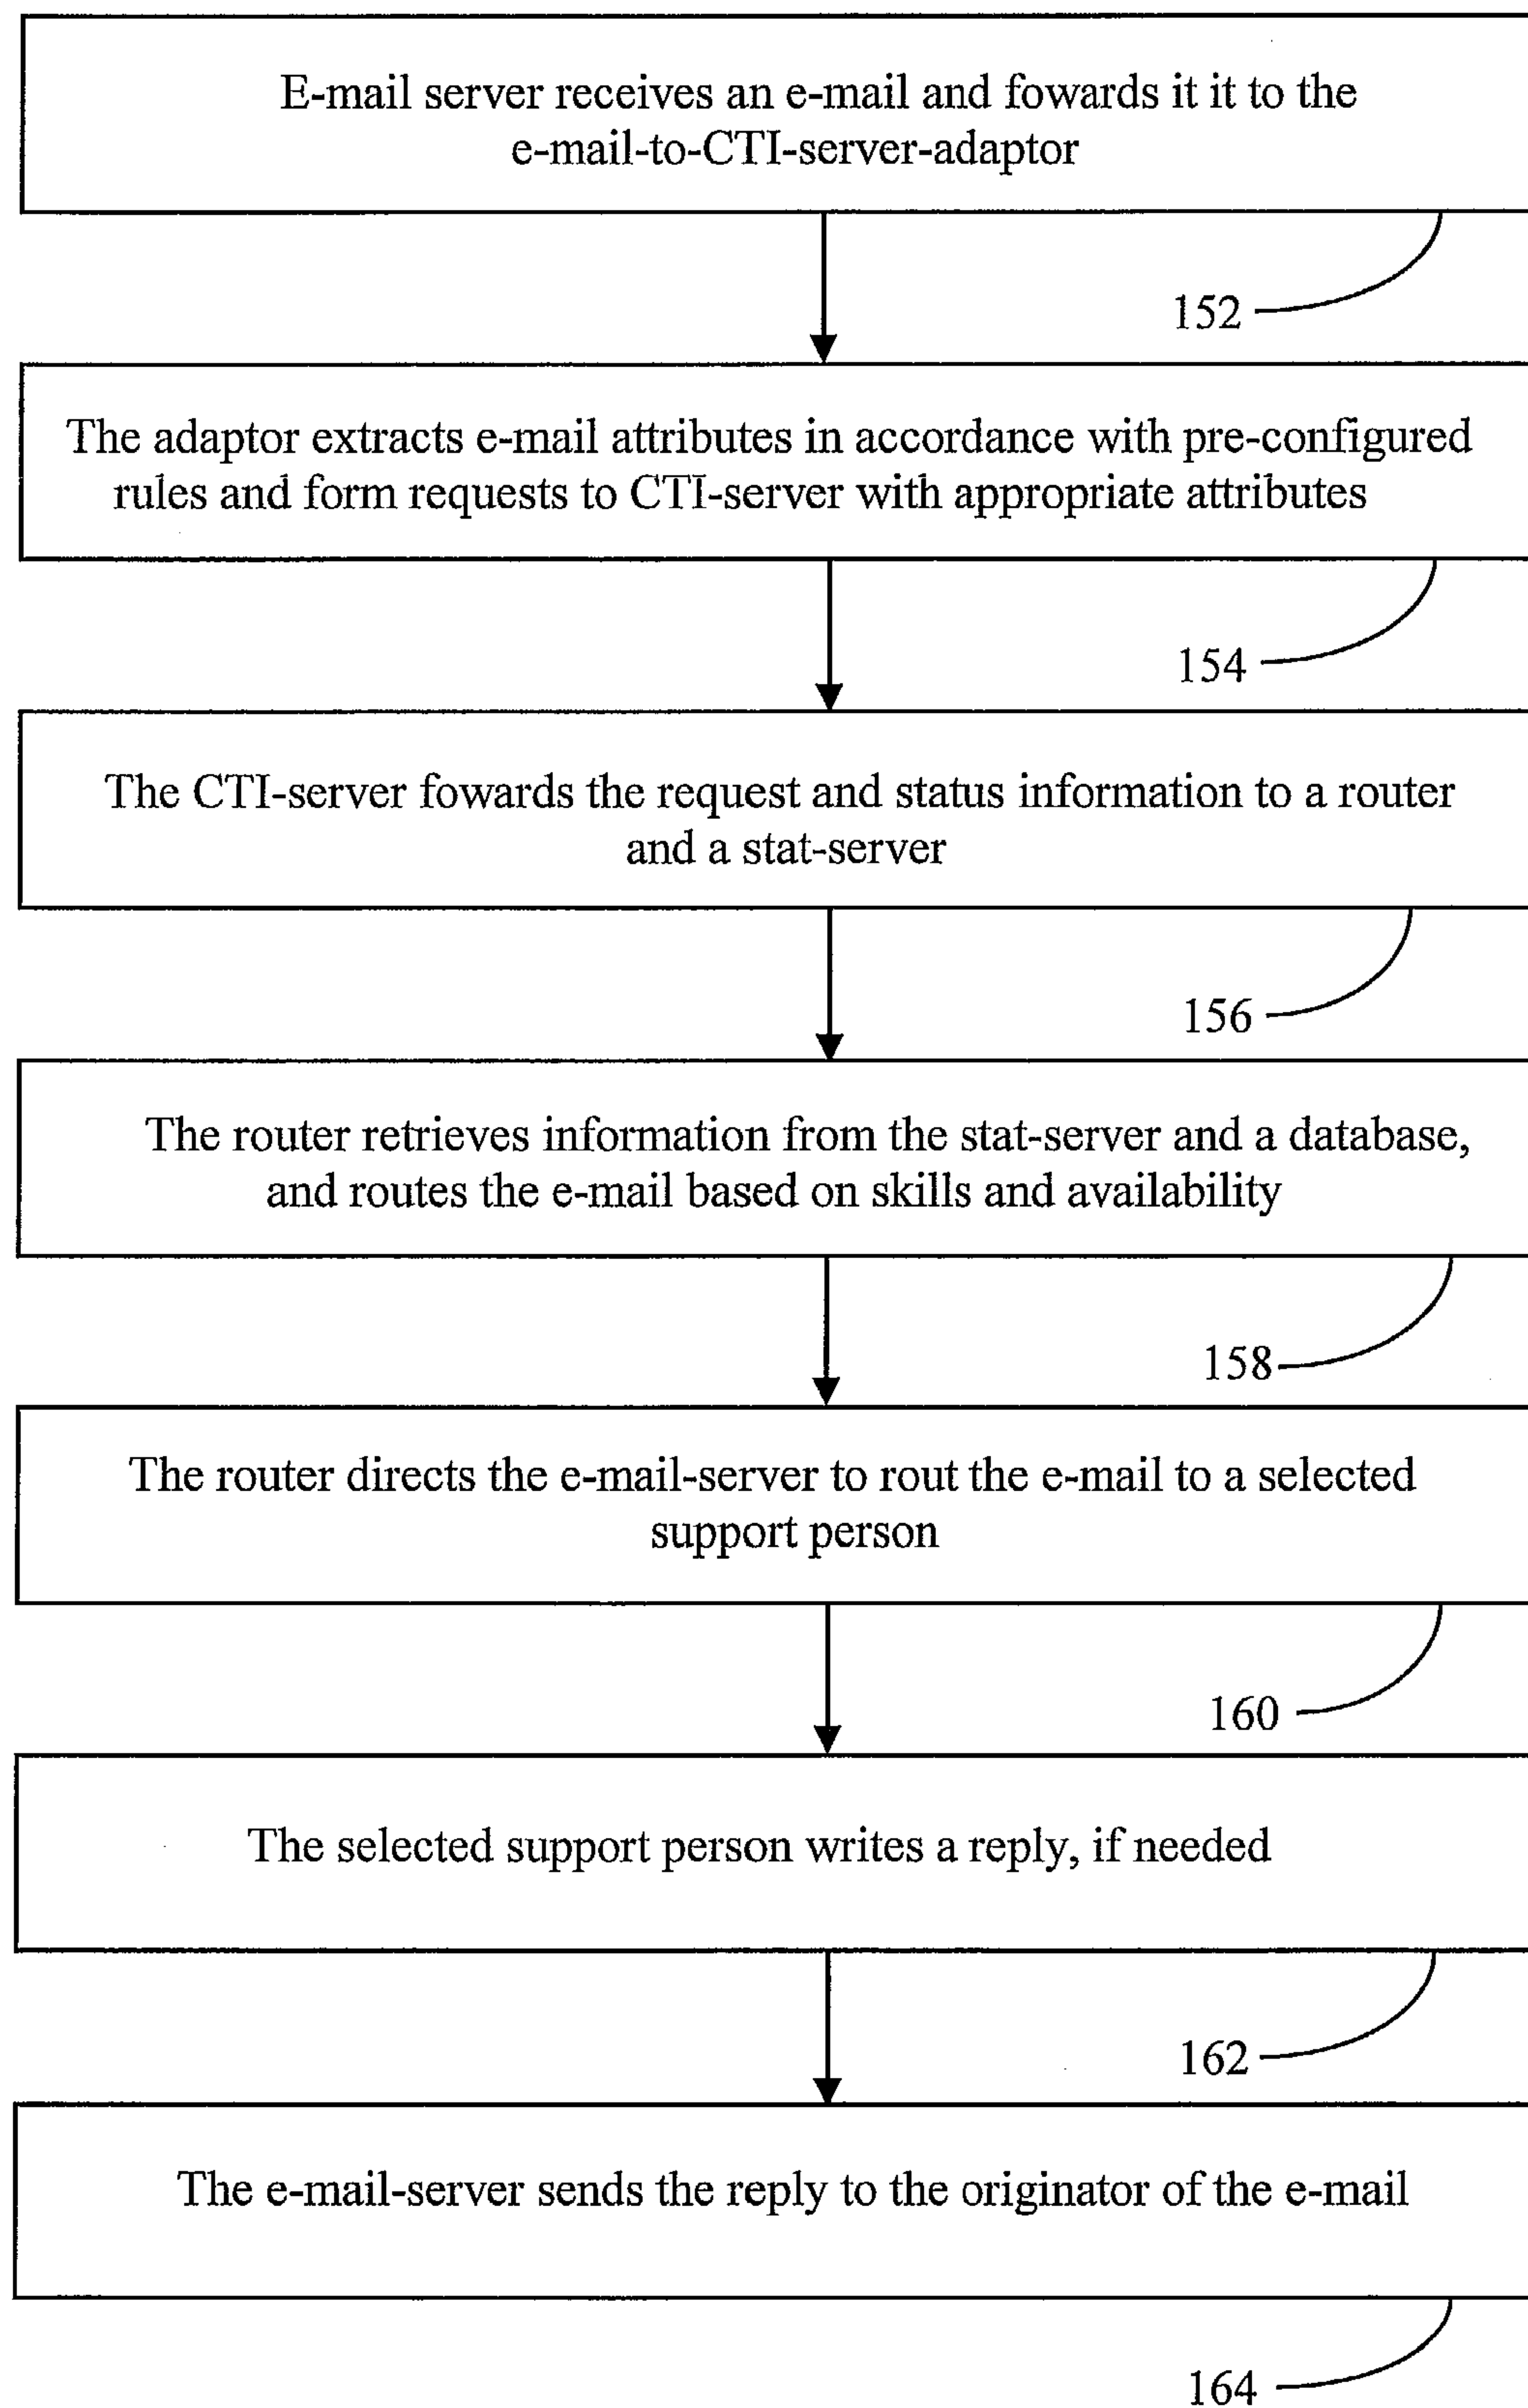 E-mail server receives an e-mail and fowards it it to the
e-mail-to-CTI-server-adaptor
152
The adaptor extracts e-mail attributes in accordance with pre-configured
rules and form requests to CTI-server with appropriate attributes
154
The CTI-server fowards the request and status information to a router
and a stat-server
156
The router retrieves information from the stat-server and a database,
and routes the e-mail based on skills and availability
158
The router directs the e-mail-server to rout the e-mail to a selected
support person
160
The selected support person writes a reply, if needed
162
The e-mail-server sends the reply to the originator of the e-mail
164